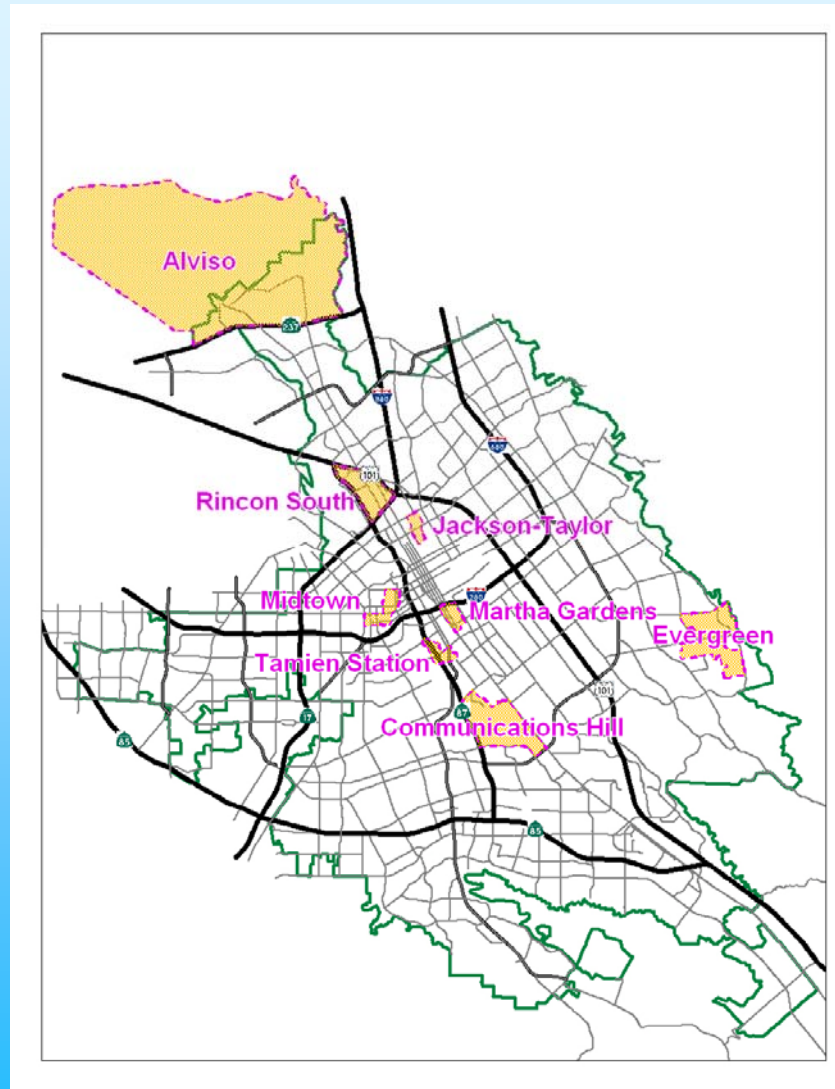 Alviso
237
880
680
101
Rincon South
Jackson-Taylor
280
Midtown
Martha Gardens
Evergreen
Tamien Station
101
87
17
Communications Hill
85
85